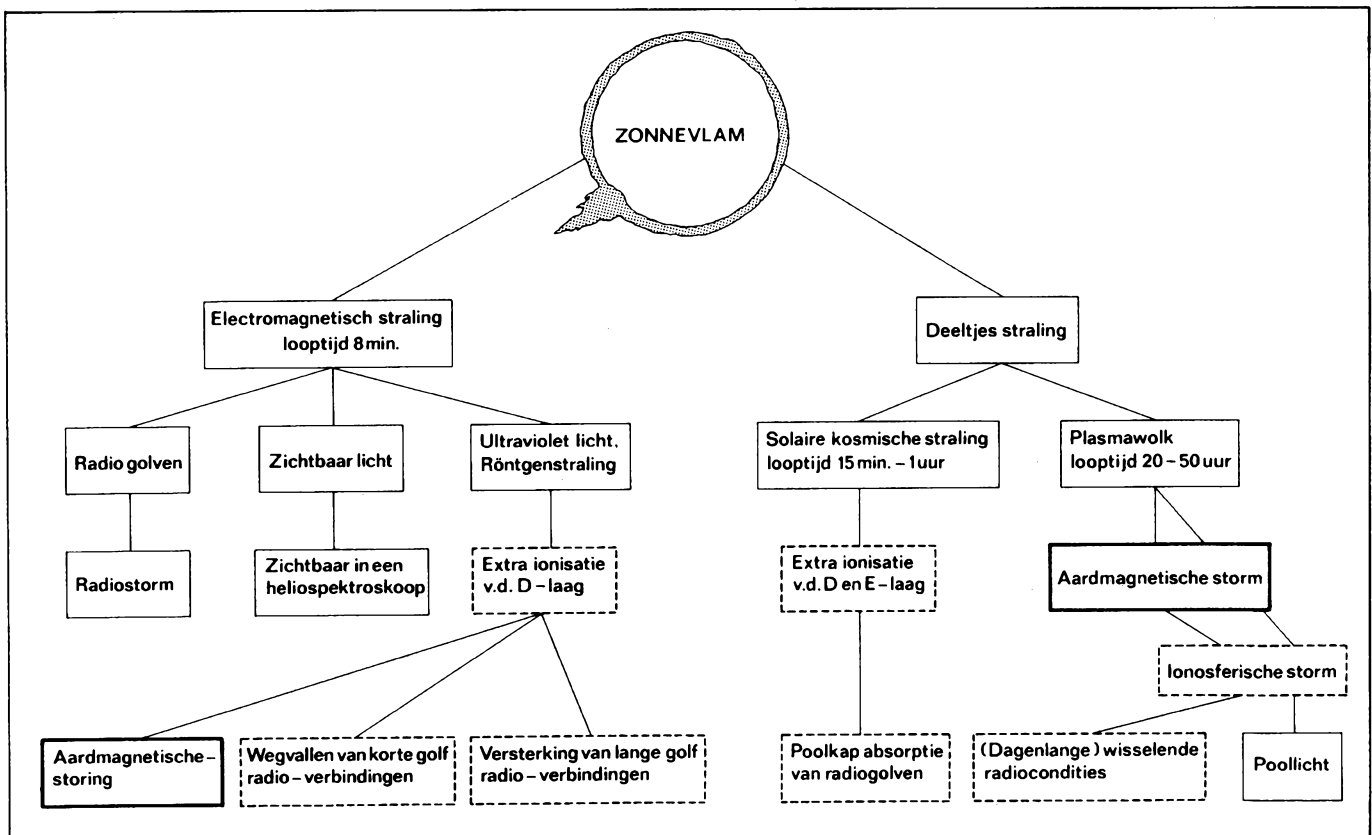 ZONNEVLAM
Electromagnetisch straling
looptijd 8 min.
Deeltjes straling
Radio golven
Zichtbaar licht
Ultraviolet licht,
Röntgenstraling
Solaire kosmische straling
looptijd 15 min. – 1 uur
Plasmawolk
looptijd 20 – 50 uur
Radiostorm
Zichtbaar in een
heliospektroskoop
Extra ionisatie
v.d. D – laag
Extra ionisatie
v.d. D en E – laag
Aardmagnetische storm
Ionosferische storm
Aardmagnetische –
storing
Wegvallen van korte golf
radio – verbindingen
Versterking van lange golf
radio – verbindingen
Poolkap absorptie
van radiogolven
(Dagenlange) wisselende
radiocondities
Poollicht